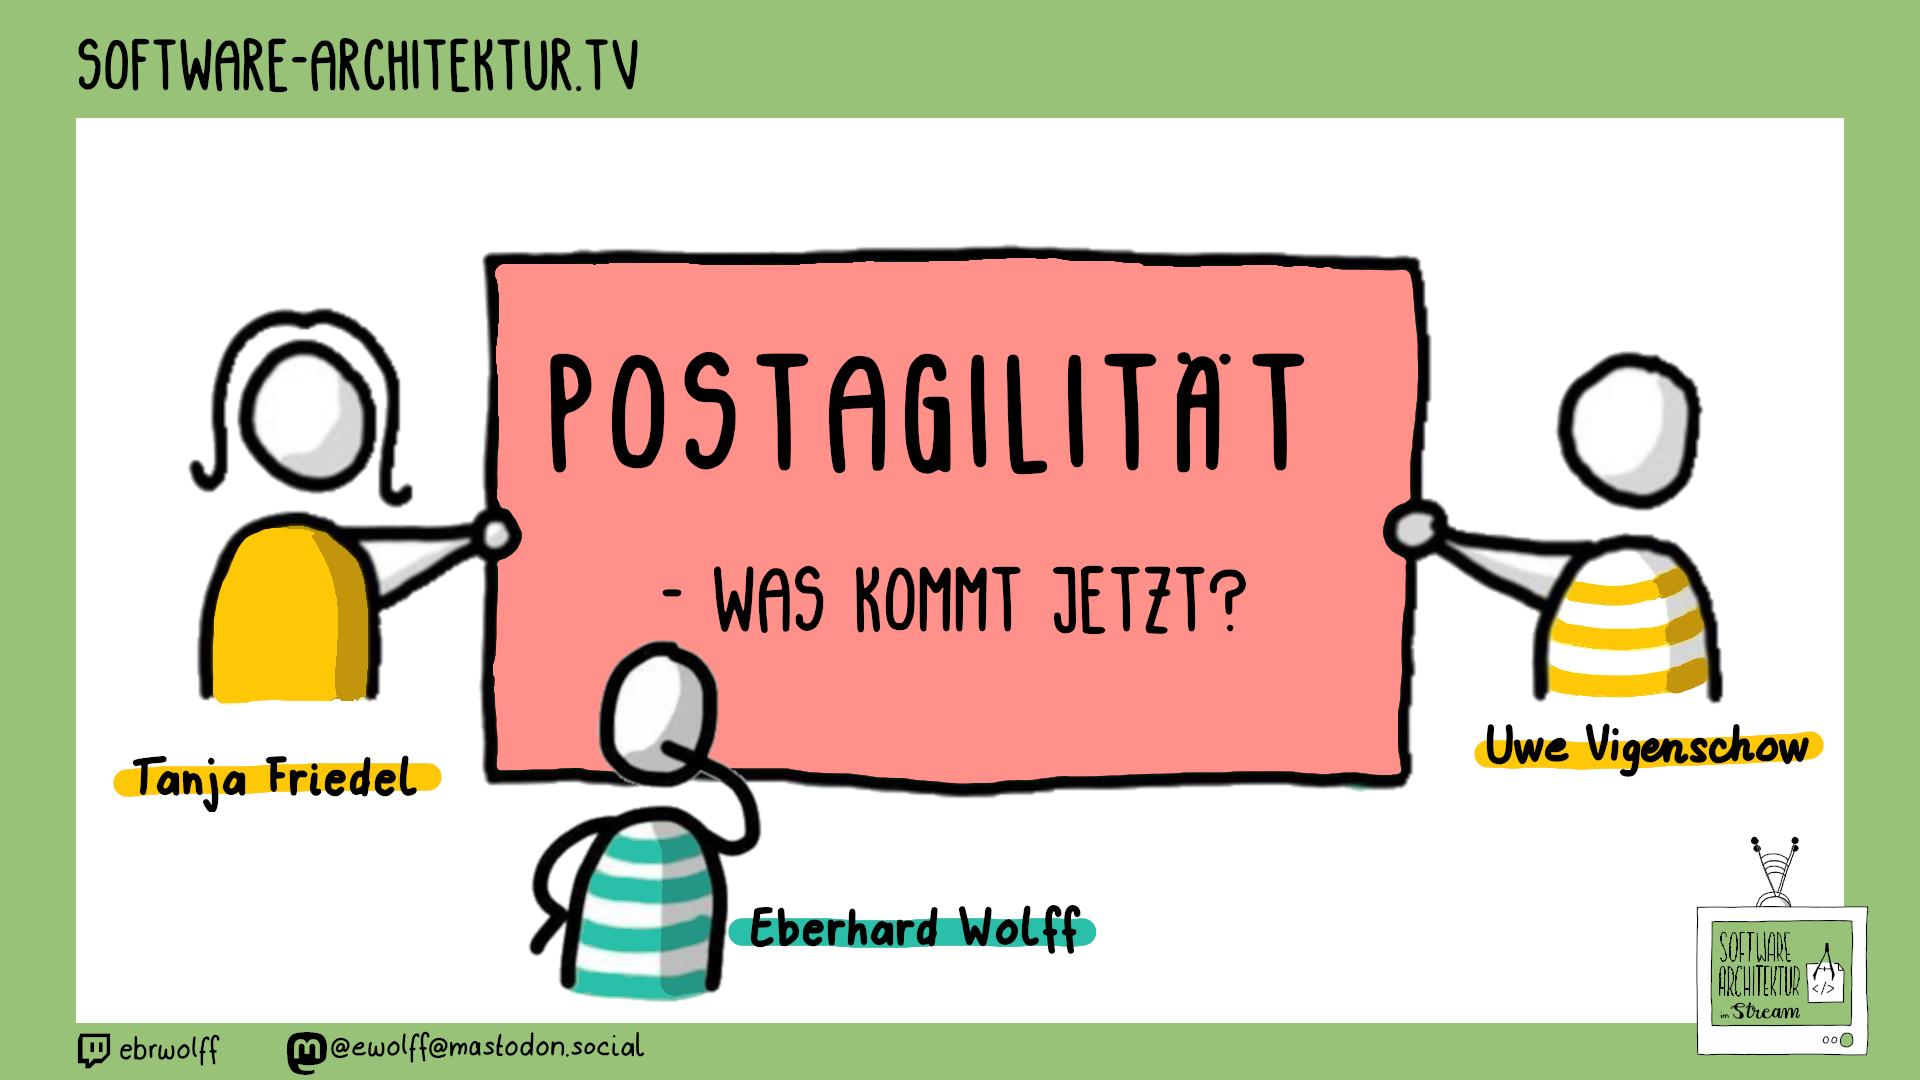 SOFTWARE-ARCHITEKTUR.TV
POSTAGILITÄT
- WAS KOMMT JETZT?
Tanja Friedel
Uwe Vigenschow
Eberhard Wolff
SOFTWARE
ARCHITEKTUR
</>
im Stream
ebrwolff
@ewolff@mastodon.social